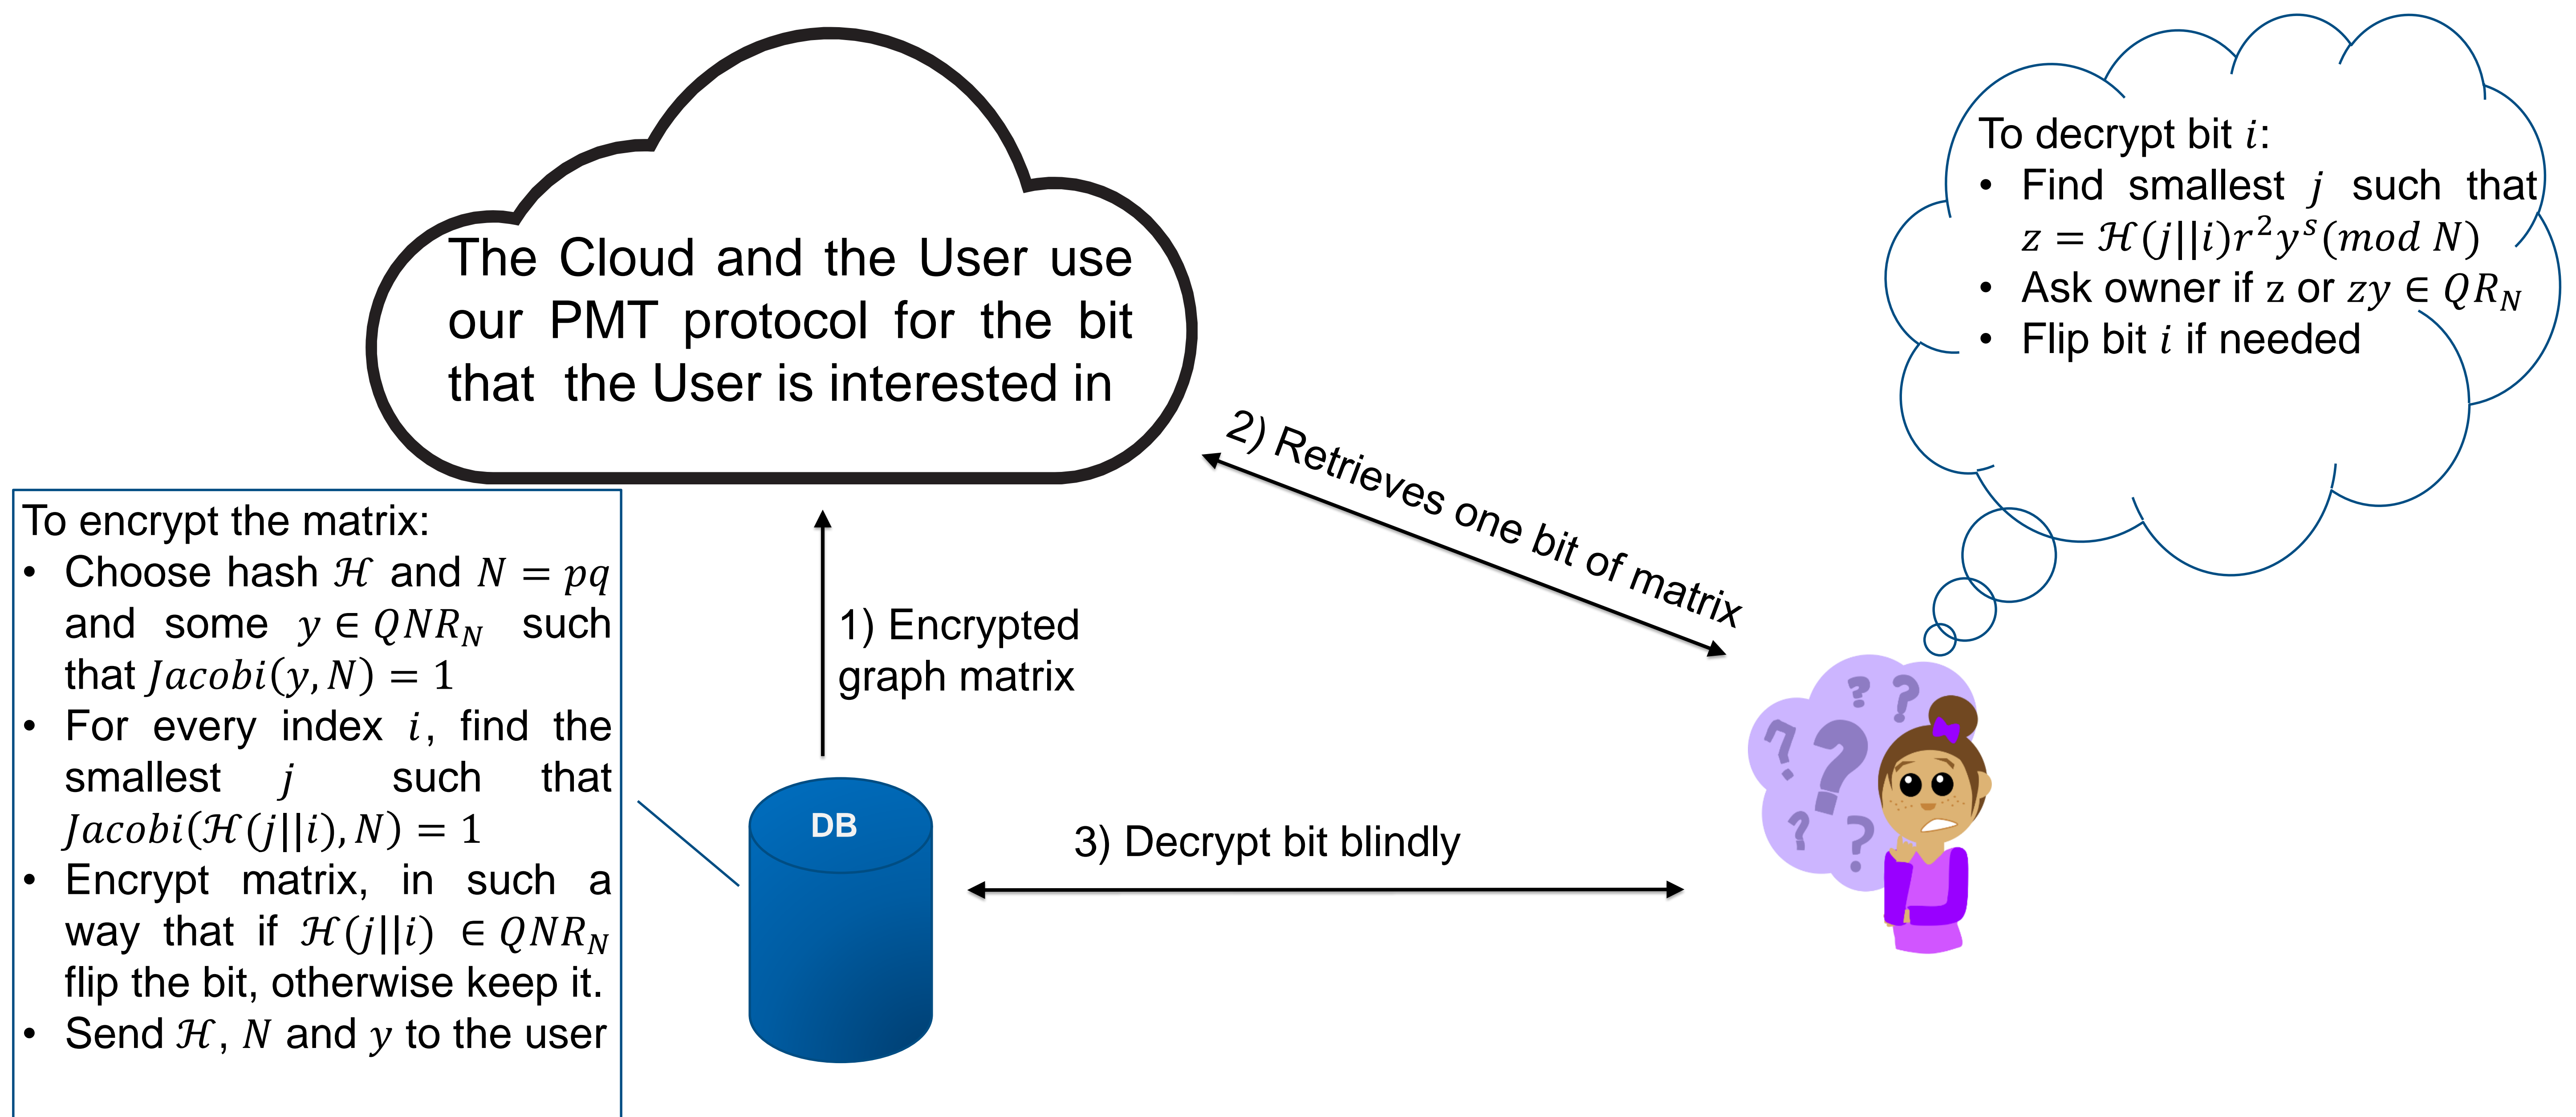 The Cloud and the User use
our PMT protocol for the bit
that the User is interested in
To decrypt bit 𝑖:
• Find smallest 𝑗 such that
𝑧 = ℋ(𝑗||𝑖)𝑟²𝑦ˢ(𝑚𝑜𝑑 𝑁)
• Ask owner if z or 𝑧𝑦 ∈ 𝑄𝑅_𝑁
• Flip bit 𝑖 if needed
2) Retrieves one bit of matrix
To encrypt the matrix:
• Choose hash ℋ and 𝑁 = 𝑝𝑞
and some 𝑦 ∈ 𝑄𝑁𝑅_𝑁 such
that 𝐽𝑎𝑐𝑜𝑏𝑖(𝑦, 𝑁) = 1
• For every index 𝑖, find the
smallest 𝑗 such that
𝐽𝑎𝑐𝑜𝑏𝑖(ℋ(𝑗||𝑖), 𝑁) = 1
• Encrypt matrix, in such a
way that if ℋ(𝑗||𝑖) ∈ 𝑄𝑁𝑅_𝑁
flip the bit, otherwise keep it.
• Send ℋ, 𝑁 and 𝑦 to the user
1) Encrypted
graph matrix
DB
3) Decrypt bit blindly
? ? ? ? ? ?